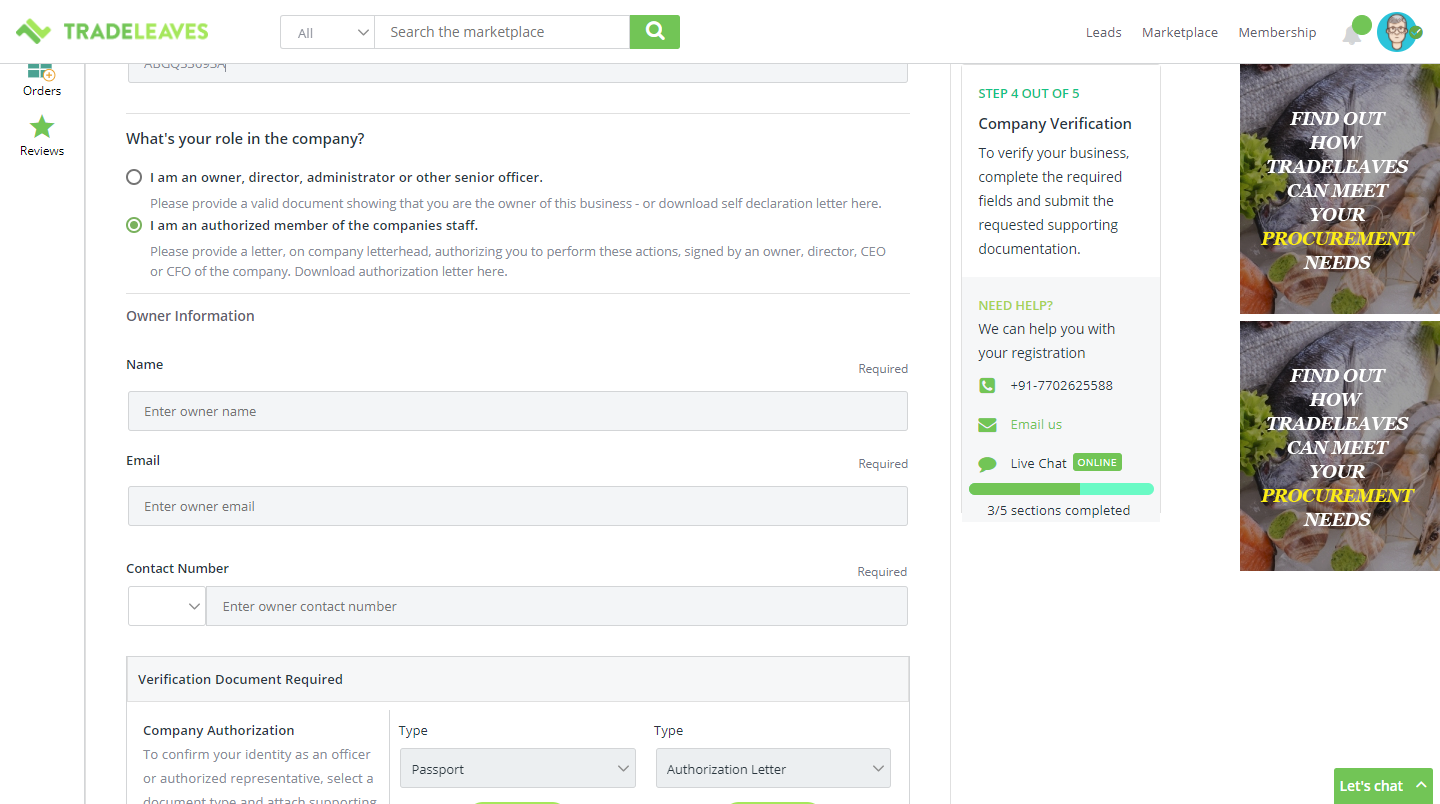 TRADELEAVES
All
Search the marketplace
Leads
Marketplace
Membership
Orders
Reviews
What's your role in the company?
I am an owner, director, administrator or other senior officer.
Please provide a valid document showing that you are the owner of this business - or download self declaration letter here.
I am an authorized member of the companies staff.
Please provide a letter, on company letterhead, authorizing you to perform these actions, signed by an owner, director, CEO
or CFO of the company. Download authorization letter here.
Owner Information
Name
Required
Enter owner name
Email
Required
Enter owner email
Contact Number
Required
Enter owner contact number
Verification Document Required
Company Authorization
To confirm your identity as an officer
or authorized representative, select a
document type and attach supporting
Type
Passport
Type
Authorization Letter
STEP 4 OUT OF 5
Company Verification
To verify your business,
complete the required
fields and submit the
requested supporting
documentation.
NEED HELP?
We can help you with
your registration
+91-7702625588
Email us
Live Chat ONLINE
3/5 sections completed
FIND OUT
HOW
TRADELEAVES
CAN MEET
YOUR
PROCUREMENT
NEEDS
FIND OUT
HOW
TRADELEAVES
CAN MEET
YOUR
PROCUREMENT
NEEDS
Let's chat